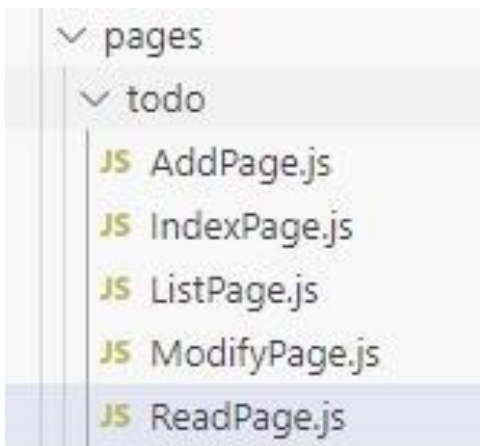 pages
todo
JS AddPage.js
JS IndexPage.js
JS ListPage.js
JS ModifyPage.js
JS ReadPage.js